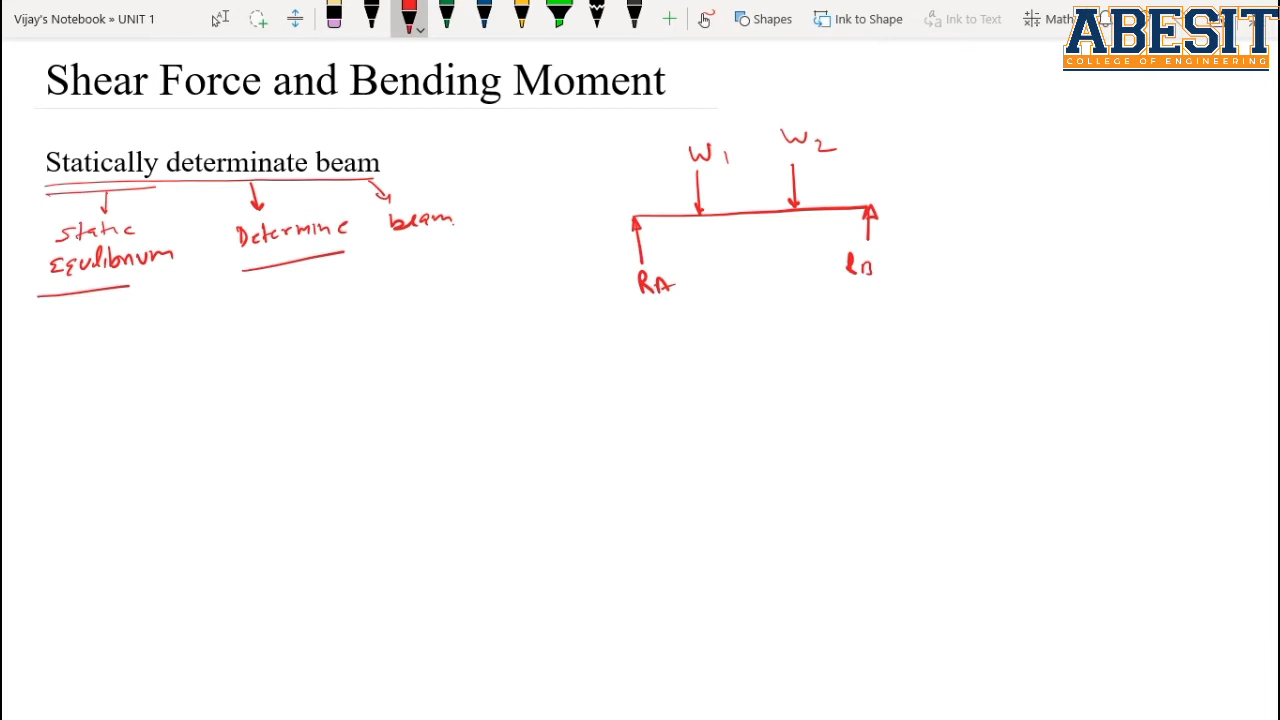 Vijay's Notebook » UNIT 1
Shapes
Ink to Shape
Ink to Text
Math
ABESIT
COLLEGE OF ENGINEERING
Shear Force and Bending Moment
Statically determinate beam
W1
W2
Static
Equilibrium
Determine
beam
RA
RB